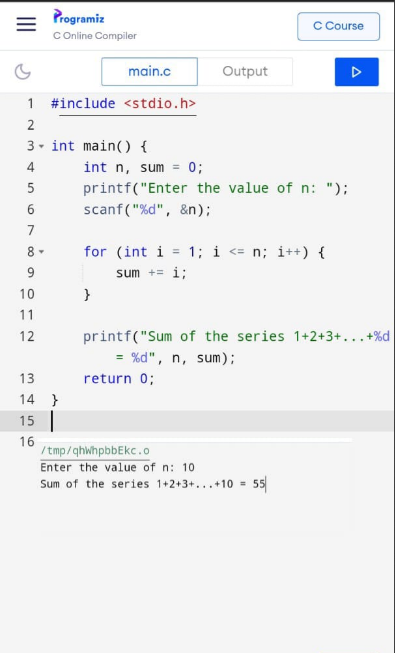 Programiz
C Online Compiler
C Course
main.c
Output
1 #include <stdio.h>
2
3 int main() {
4 int n, sum = 0;
5 printf("Enter the value of n: ");
6 scanf("%d", &n);
7
8 for (int i = 1; i <= n; i++) {
9 sum += i;
10 }
11
12 printf("Sum of the series 1+2+3+...+%d
= %d", n, sum);
13 return 0;
14 }
15
16
/tmp/qhWhpbbEkc.o
Enter the value of n: 10
Sum of the series 1+2+3+...+10 = 55